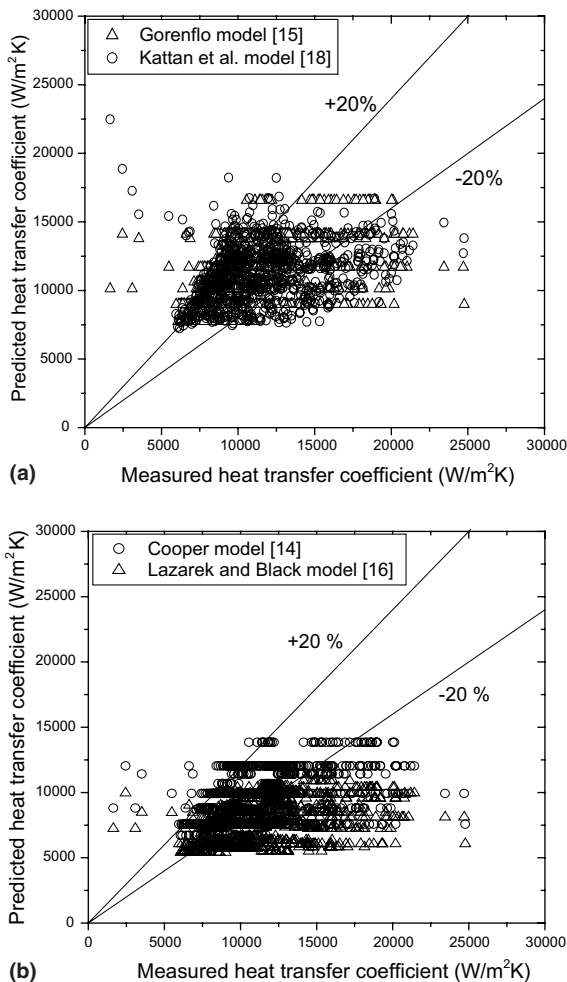 30000
25000
20000
15000
10000
5000
0
Predicted heat transfer coefficient (W/m²K)
△ Gorenflo model [15]
○ Kattan et al. model [18]
+20%
-20%
0 5000 10000 15000 20000 25000 30000
(a) Measured heat transfer coefficient (W/m²K)
30000
25000
20000
15000
10000
5000
0
Predicted heat transfer coefficient (W/m²K)
○ Cooper model [14]
△ Lazarek and Black model [16]
+20 %
-20 %
0 5000 10000 15000 20000 25000 30000
(b) Measured heat transfer coefficient (W/m²K)